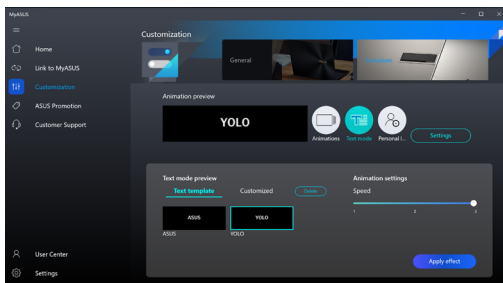 MyASUS
Customization
Home
Link to MyASUS
Customization
ASUS Promotion
Customer Support
General
Animation preview
YOLO
Animations
Text mode
Personal I...
Settings
Text mode preview
Text template
Customized
Delete
ASUS
YOLO
ASUS
YOLO
Animation settings
Speed
1
2
3
Apply effect
User Center
Settings